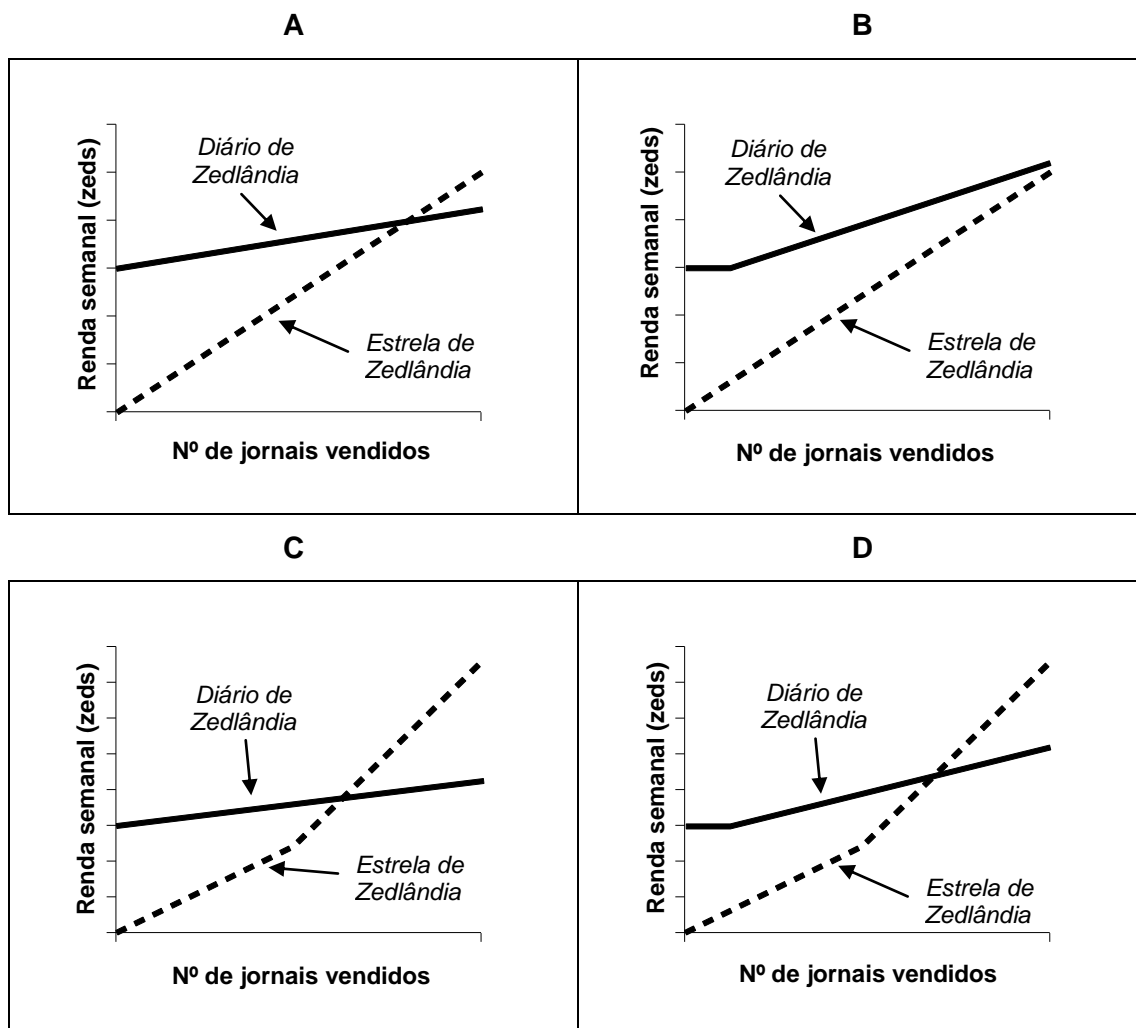 A
Renda semanal (zeds)
Diário de
Zedlândia
Estrela de
Zedlândia
Nº de jornais vendidos
B
Renda semanal (zeds)
Diário de
Zedlândia
Estrela de
Zedlândia
Nº de jornais vendidos
C
Renda semanal (zeds)
Diário de
Zedlândia
Estrela de
Zedlândia
Nº de jornais vendidos
D
Renda semanal (zeds)
Diário de
Zedlândia
Estrela de
Zedlândia
Nº de jornais vendidos